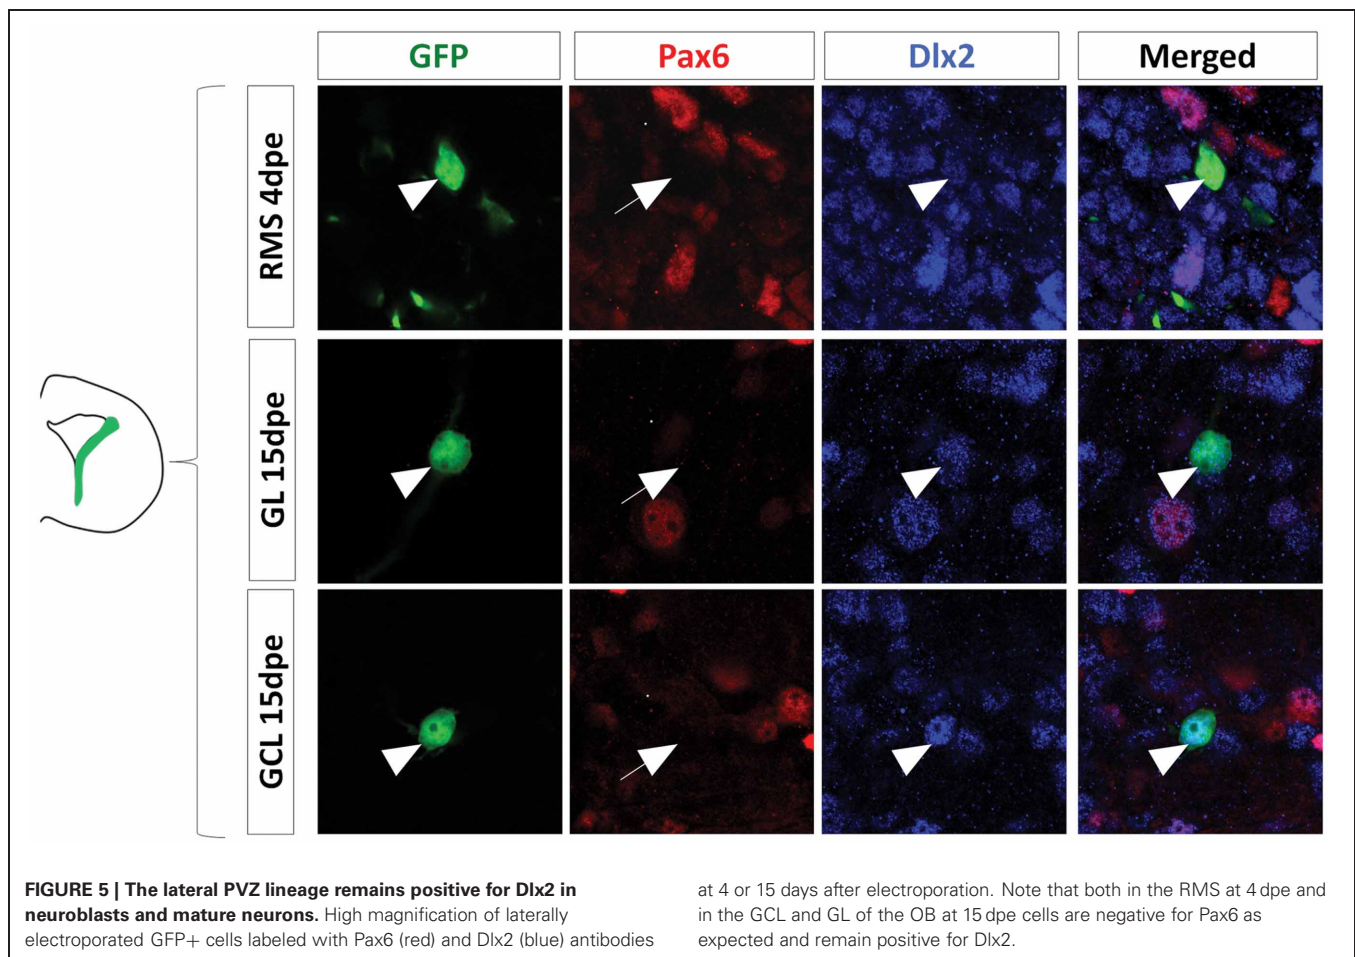 GFP
Pax6
Dlx2
Merged
RMS 4dpe
GL 15dpe
GCL 15dpe
FIGURE 5 | The lateral PVZ lineage remains positive for Dlx2 in
neuroblasts and mature neurons. High magnification of laterally
electroporated GFP+ cells labeled with Pax6 (red) and Dlx2 (blue) antibodies
at 4 or 15 days after electroporation. Note that both in the RMS at 4 dpe and
in the GCL and GL of the OB at 15 dpe cells are negative for Pax6 as
expected and remain positive for Dlx2.